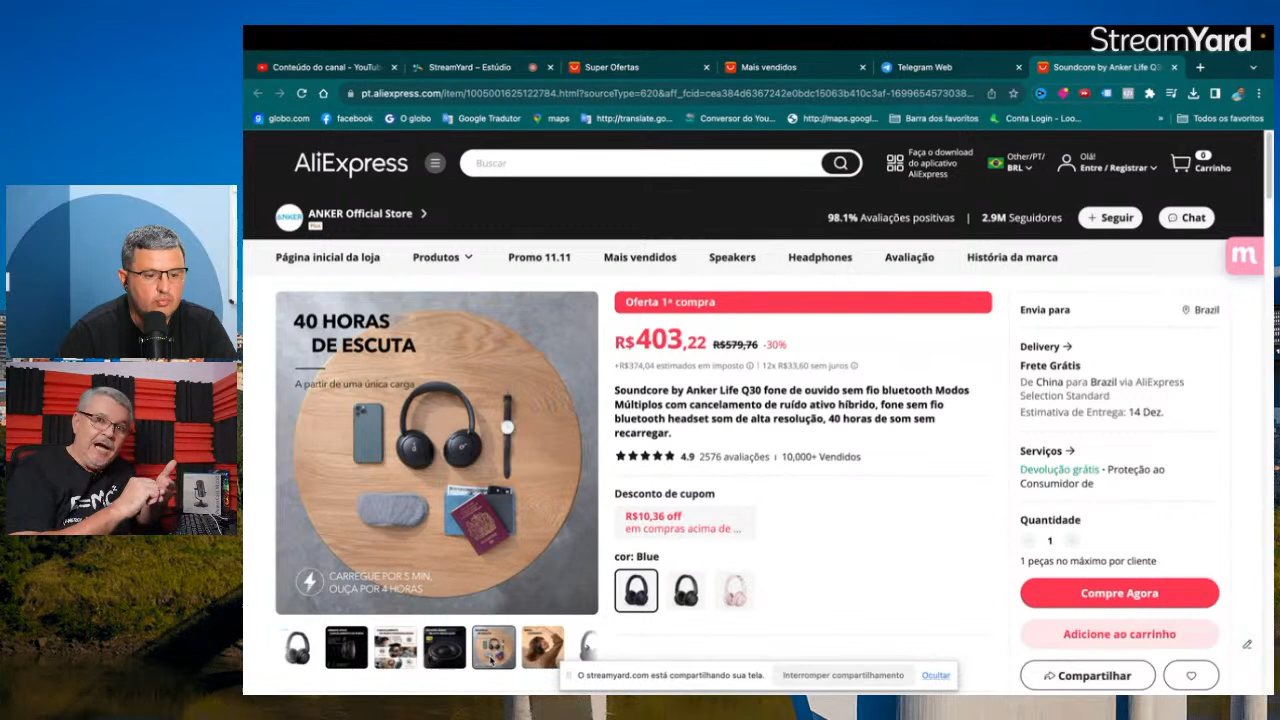 StreamYard
Conteúdo do canal - YouTub
StreamYard – Estúdio
Super Ofertas
Mais vendidos
Telegram Web
Soundcore by Anker Life Q3
pt.aliexpress.com/item/1005001625122784.html?sourceType=620&aff_fcid=cea384d6367242e0bdc15063b410c3af-1699654573038...
globo.com
facebook
O globo
Google Tradutor
maps
http://translate.go...
Conversor do You...
http://maps.googl...
Barra dos favoritos
Conta Login - Loo...
Todos os favoritos
AliExpress
Buscar
Faça o download
do aplicativo
AliExpress
Other/PT/
BRL
Olá!
Entre / Registrar
0
Carrinho
ANKER
ANKER Official Store
Plus
98.1% Avaliações positivas | 2.9M Seguidores
+ Seguir
Chat
Página inicial da loja
Produtos
Promo 11.11
Mais vendidos
Speakers
Headphones
Avaliação
História da marca
m
40 HORAS
DE ESCUTA
A partir de uma única carga
CARREGUE POR 5 MIN,
OUÇA POR 4 HORAS
Oferta 1ª compra
R$403,22 R$579,76 -30%
+R$374,04 estimados em imposto | 12x R$33,60 sem juros
Soundcore by Anker Life Q30 fone de ouvido sem fio bluetooth Modos
Múltiplos com cancelamento de ruído ativo híbrido, fone sem fio
bluetooth headset som de alta resolução, 40 horas de som sem
recarregar.
4.9 2576 avaliações | 10,000+ Vendidos
Desconto de cupom
R$10,36 off
em compras acima de ...
cor: Blue
Envia para
Brazil
Delivery
Frete Grátis
De China para Brazil via AliExpress
Selection Standard
Estimativa de Entrega: 14 Dez.
Serviços
Devolução grátis • Proteção ao
Consumidor de
Quantidade
1
1 peças no máximo por cliente
Compre Agora
Adicione ao carrinho
Compartilhar
O streamyard.com está compartilhando sua tela.
Interromper compartilhamento
Ocultar